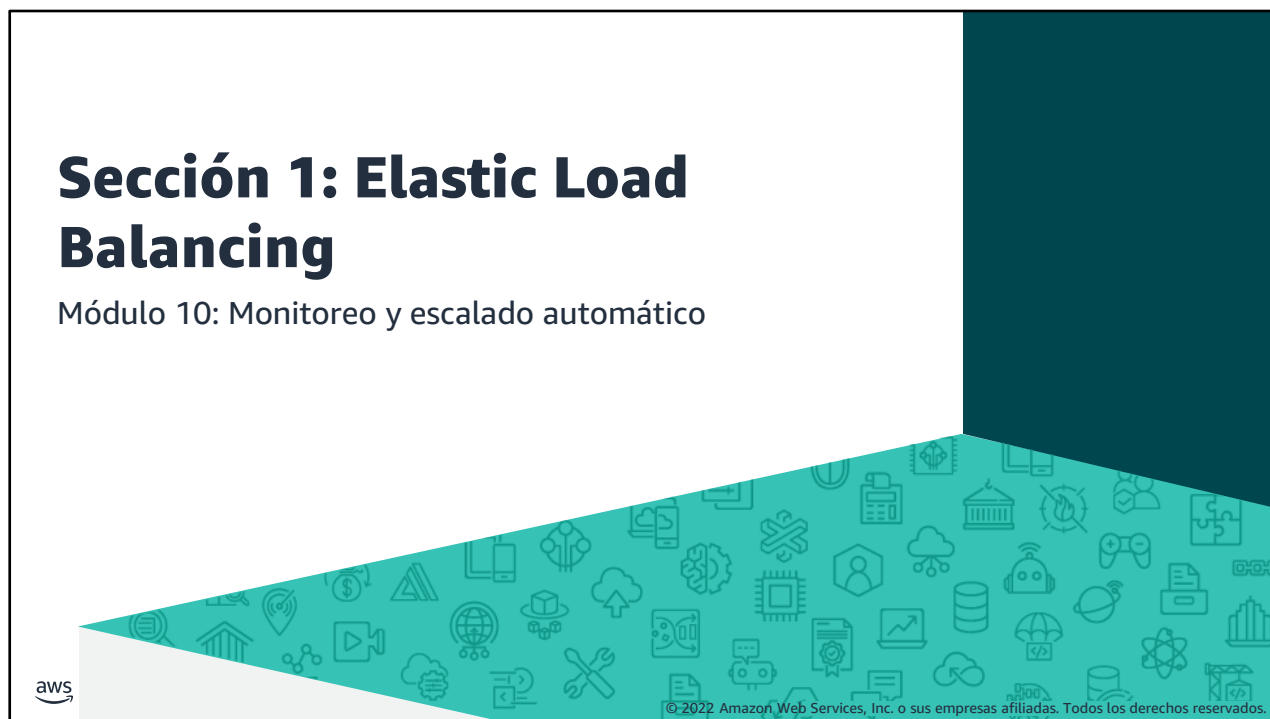 Sección 1: Elastic Load
Balancing
Módulo 10: Monitoreo y escalado automático
aws
© 2022 Amazon Web Services, Inc. o sus empresas afiliadas. Todos los derechos reservados.